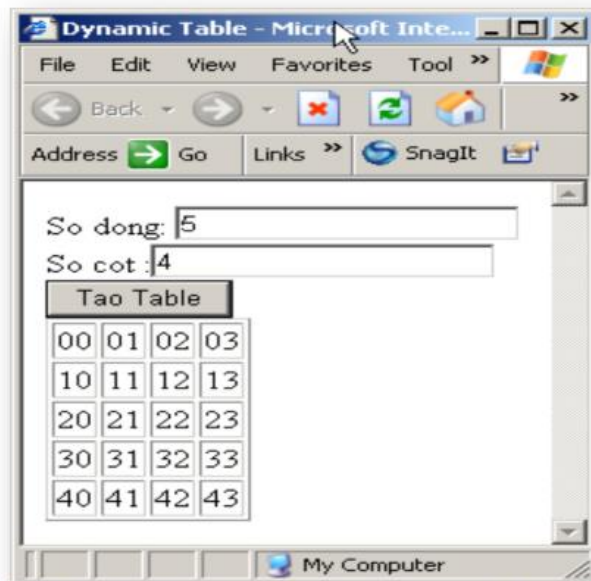 Dynamic Table - Microsoft Inte...
File Edit View Favorites Tool »
Back »
Address Go Links » SnagIt
So dong: 5
So cot :4
Tao Table
00 01 02 03
10 11 12 13
20 21 22 23
30 31 32 33
40 41 42 43
My Computer